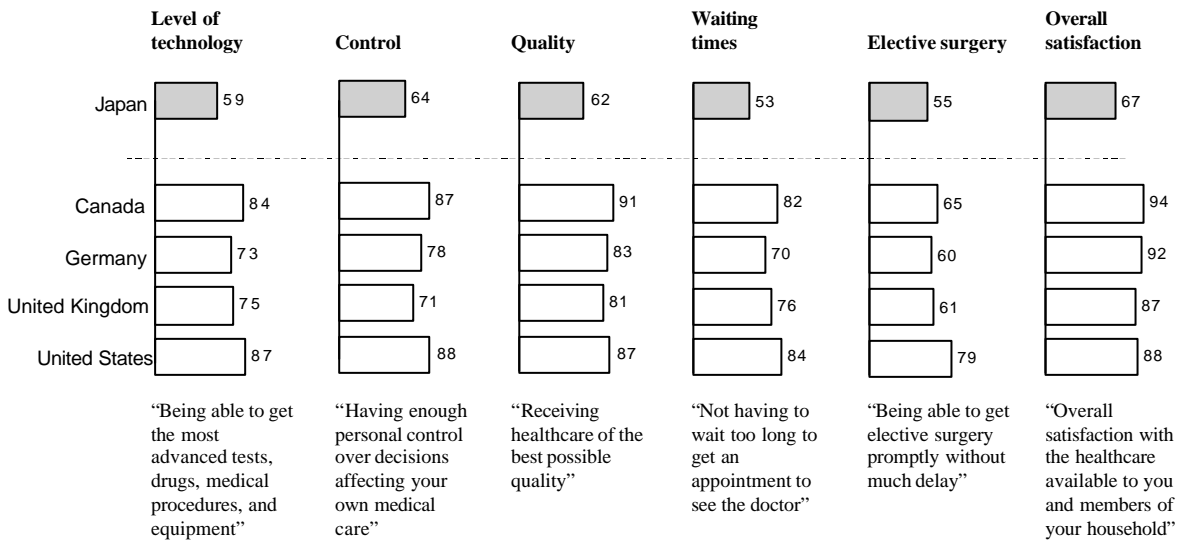 Level of technology Control Quality Waiting times Elective surgery Overall satisfaction
Japan 59 64 62 53 55 67
Canada 84 87 91 82 65 94
Germany 73 78 83 70 60 92
United Kingdom 75 71 81 76 61 87
United States 87 88 87 84 79 88
“Being able to get
the most
advanced tests,
drugs, medical
procedures, and
equipment”
“Having enough
personal control
over decisions
affecting your
own medical
care”
“Receiving
healthcare of the
best possible
quality”
“Not having to
wait too long to
get an
appointment to
see the doctor”
“Being able to get
elective surgery
promptly without
much delay”
“Overall
satisfaction with
the healthcare
available to you
and members of
your household”